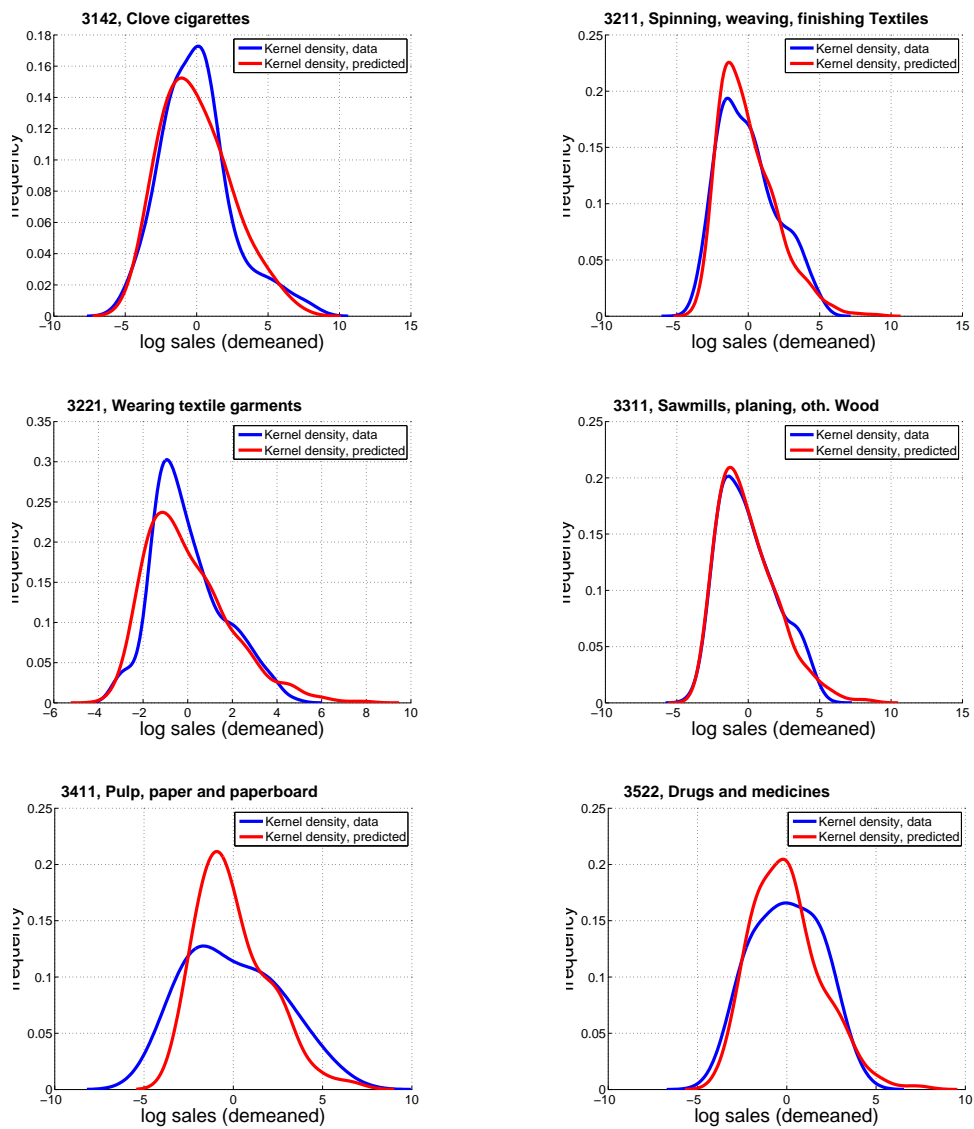 3142, Clove cigarettes
0.18
0.16
0.14
0.12
0.1
0.08
0.06
0.04
0.02
0
frequency
Kernel density, data
Kernel density, predicted
−10 −5 0 5 10 15
log sales (demeaned)
3211, Spinning, weaving, finishing Textiles
0.25
0.2
0.15
0.1
0.05
0
frequency
Kernel density, data
Kernel density, predicted
−10 −5 0 5 10 15
log sales (demeaned)
3221, Wearing textile garments
0.35
0.3
0.25
0.2
0.15
0.1
0.05
0
frequency
Kernel density, data
Kernel density, predicted
−6 −4 −2 0 2 4 6 8 10
log sales (demeaned)
3311, Sawmills, planing, oth. Wood
0.25
0.2
0.15
0.1
0.05
0
frequency
Kernel density, data
Kernel density, predicted
−10 −5 0 5 10 15
log sales (demeaned)
3411, Pulp, paper and paperboard
0.25
0.2
0.15
0.1
0.05
0
frequency
Kernel density, data
Kernel density, predicted
−10 −5 0 5 10
log sales (demeaned)
3522, Drugs and medicines
0.25
0.2
0.15
0.1
0.05
0
frequency
Kernel density, data
Kernel density, predicted
−10 −5 0 5 10
log sales (demeaned)